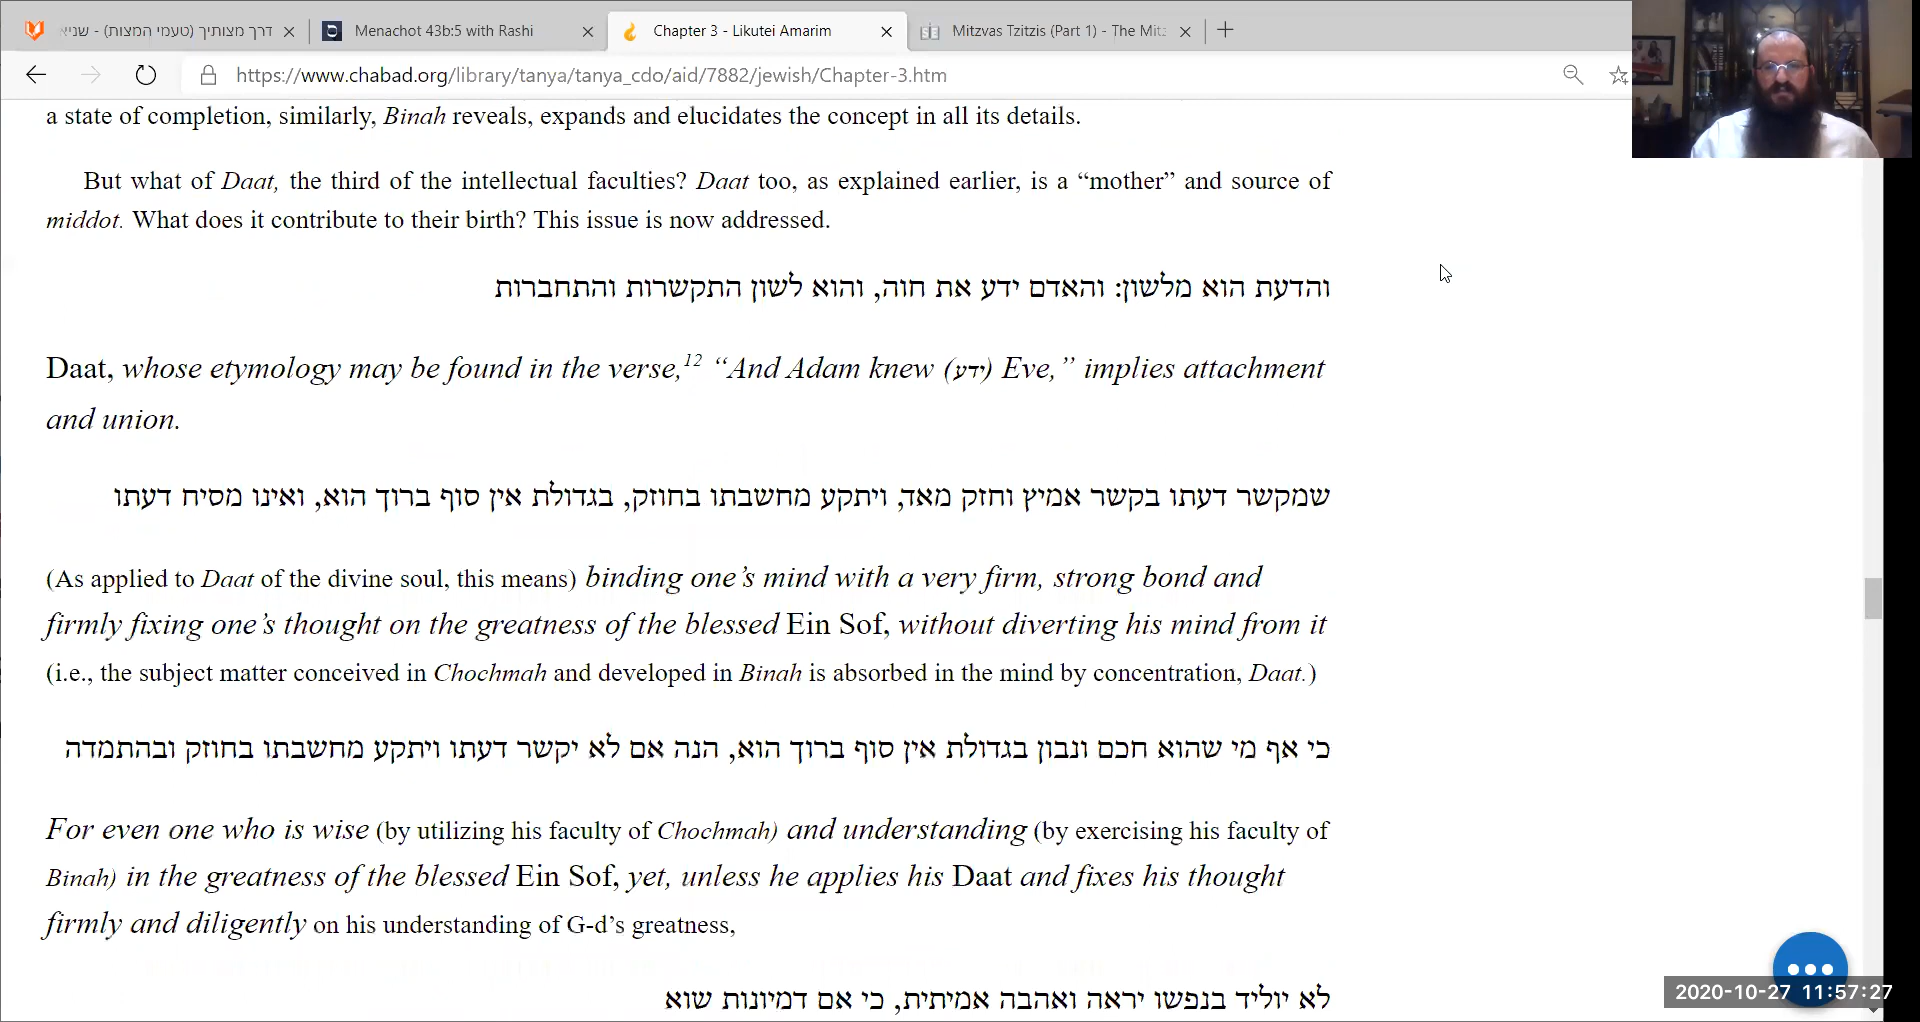 דרך מצותיך (טעמי המצות) - שניא
Menachot 43b:5 with Rashi
Chapter 3 - Likutei Amarim
Mitzvas Tzitzis (Part 1) - The Mitz
https://www.chabad.org/library/tanya/tanya_cdo/aid/7882/jewish/Chapter-3.htm
a state of completion, similarly, Binah reveals, expands and elucidates the concept in all its details.
But what of Daat, the third of the intellectual faculties? Daat too, as explained earlier, is a “mother” and source of
middot. What does it contribute to their birth? This issue is now addressed.
והדעת הוא מלשון: והאדם ידע את חוה, והוא לשון התקשרות והתחברות
Daat, whose etymology may be found in the verse,12 “And Adam knew (ידע) Eve,” implies attachment
and union.
שמקשר דעתו בקשר אמיץ וחזק מאד, ויתקע מחשבתו בחוזק, בגדולת אין סוף ברוך הוא, ואינו מסיח דעתו
(As applied to Daat of the divine soul, this means) binding one’s mind with a very firm, strong bond and
firmly fixing one’s thought on the greatness of the blessed Ein Sof, without diverting his mind from it
(i.e., the subject matter conceived in Chochmah and developed in Binah is absorbed in the mind by concentration, Daat.)
כי אף מי שהוא חכם ונבון בגדולת אין סוף ברוך הוא, הנה אם לא יקשר דעתו ויתקע מחשבתו בחוזק ובהתמדה
For even one who is wise (by utilizing his faculty of Chochmah) and understanding (by exercising his faculty of
Binah) in the greatness of the blessed Ein Sof, yet, unless he applies his Daat and fixes his thought
firmly and diligently on his understanding of G-d’s greatness,
לא יוליד בנפשו יראה ואהבה אמיתית, כי אם דמיונות שוא
2020-10-27 11:57:27